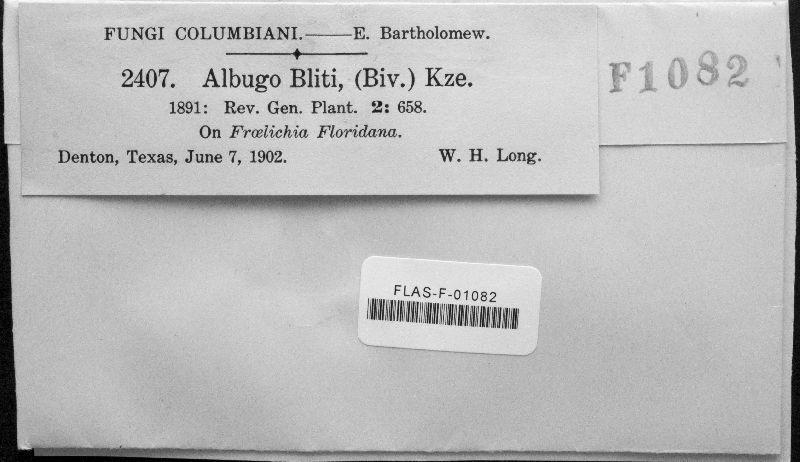 FUNGI COLUMBIANI.——E. Bartholomew.
2407. Albugo Bliti, (Biv.) Kze.
1891: Rev. Gen. Plant. 2: 658.
On Frœlichia Floridana.
Denton, Texas, June 7, 1902. W. H. Long.
F1082
FLAS-F-01082